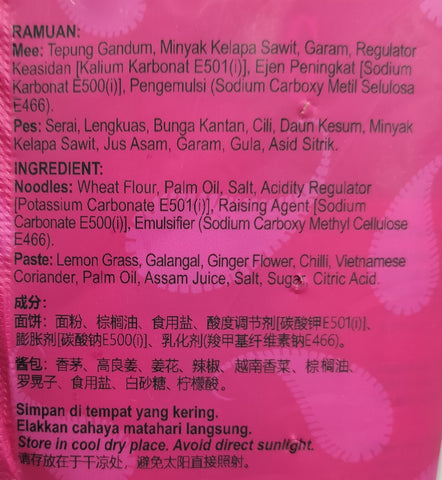 RAMUAN:
Mee: Tepung Gandum, Minyak Kelapa Sawit, Garam, Regulator
Keasidan [Kalium Karbonat E501(i)], Ejen Peningkat [Sodium
Karbonat E500(i)], Pengemulsi (Sodium Carboxy Metil Selulosa
E466).
Pes: Serai, Lengkuas, Bunga Kantan, Cili, Daun Kesum, Minyak
Kelapa Sawit, Jus Asam, Garam, Gula, Asid Sitrik.
INGREDIENT:
Noodles: Wheat Flour, Palm Oil, Salt, Acidity Regulator
[Potassium Carbonate E501(i)], Raising Agent [Sodium
Carbonate E500(i)], Emulsifier (Sodium Carboxy Methyl Cellulose
E466).
Paste: Lemon Grass, Galangal, Ginger Flower, Chilli, Vietnamese
Coriander, Palm Oil, Assam Juice, Salt, Sugar, Citric Acid.
成分:
面饼：面粉、棕榈油、食用盐、酸度调节剂[碳酸钾E501(i)]、
膨胀剂[碳酸钠E500(i)]、乳化剂(羧甲基纤维素钠E466)。
酱包：香茅、高良姜、姜花、辣椒、越南香菜、棕榈油、
罗晃子、食用盐、白砂糖、柠檬酸。
Simpan di tempat yang kering.
Elakkan cahaya matahari langsung.
Store in cool dry place. Avoid direct sunlight.
请存放在于干凉处，避免太阳直接照射。